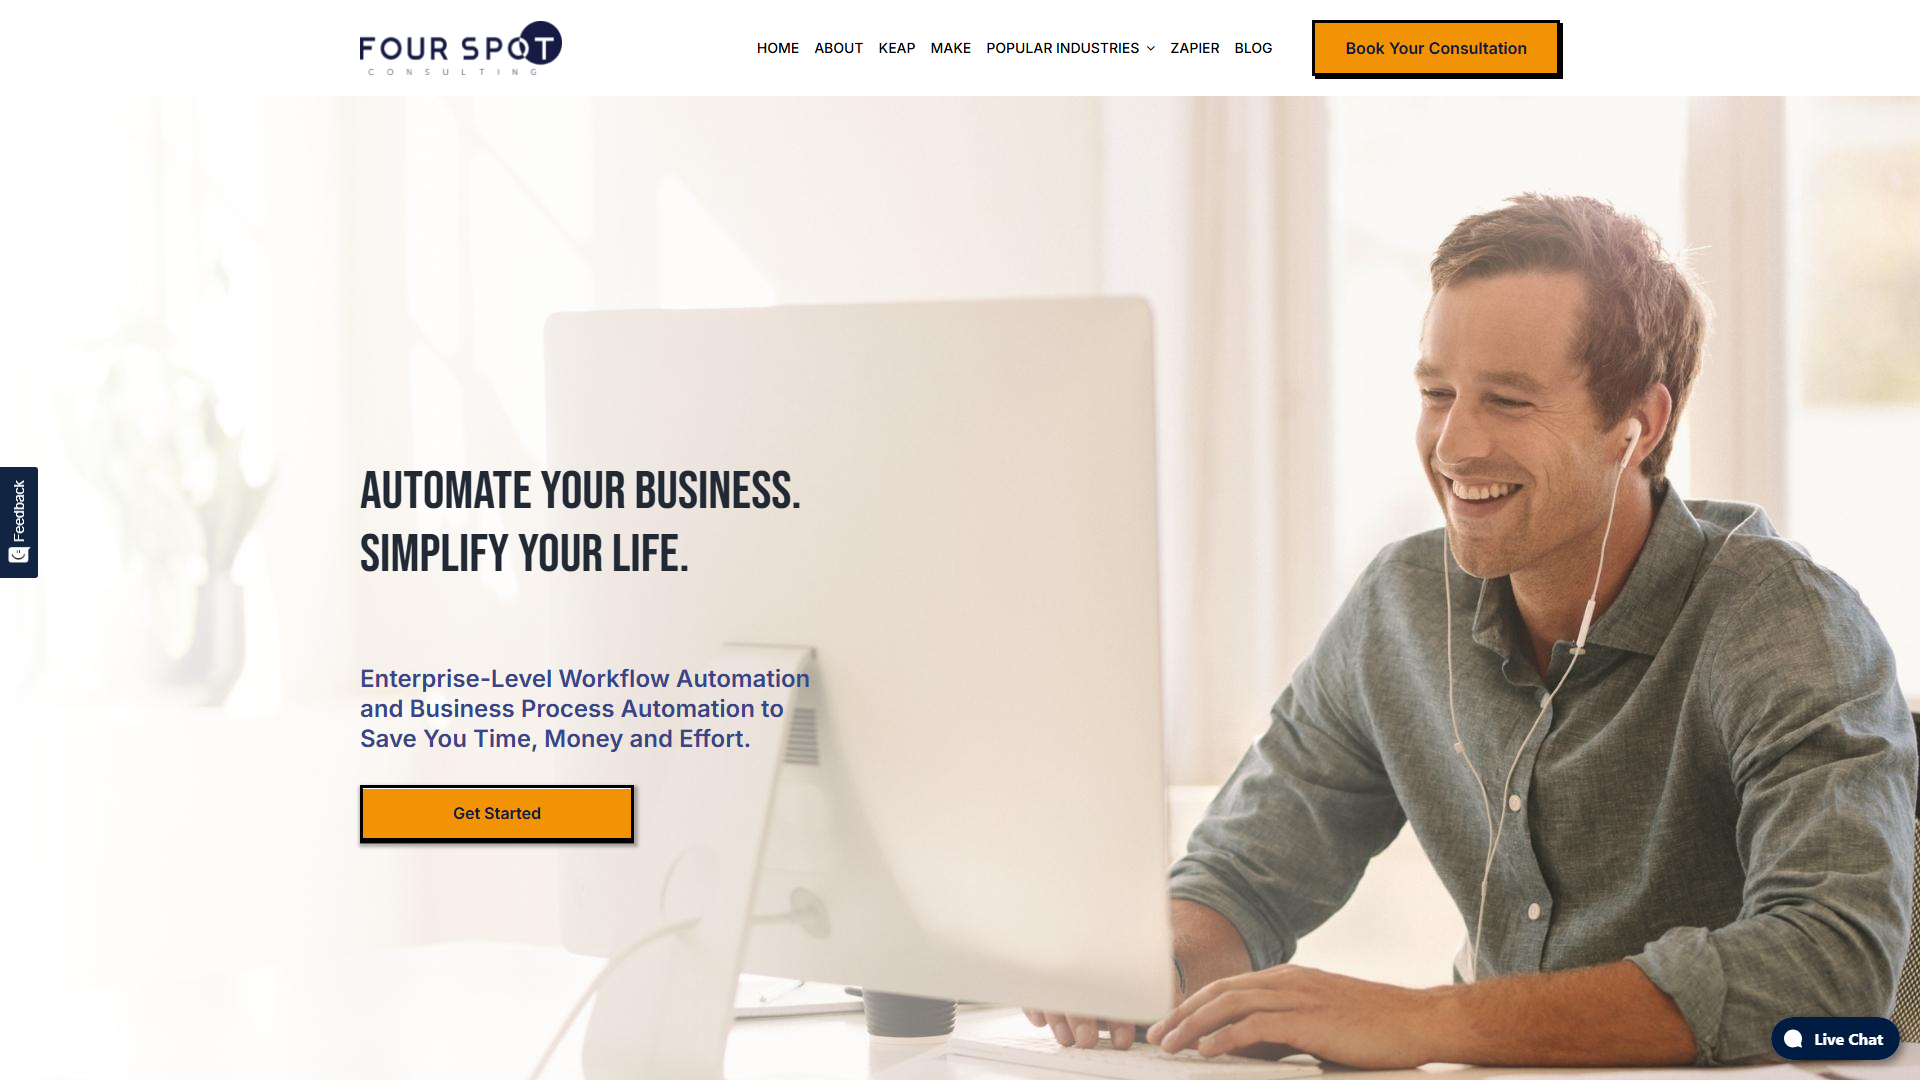 FOUR SPOT
CONSULTING
HOME ABOUT KEAP MAKE POPULAR INDUSTRIES ZAPIER BLOG
Book Your Consultation
Feedback
AUTOMATE YOUR BUSINESS.
SIMPLIFY YOUR LIFE.
Enterprise-Level Workflow Automation
and Business Process Automation to
Save You Time, Money and Effort.
Get Started
Live Chat